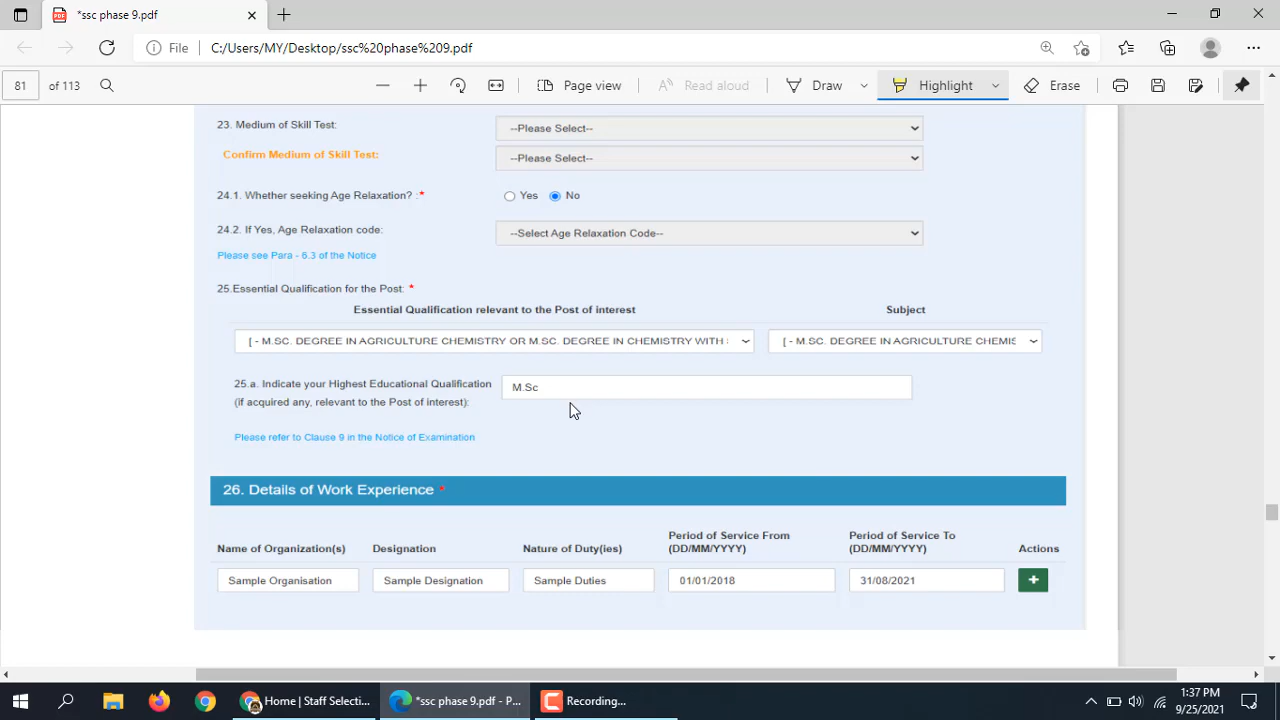 *ssc phase 9.pdf
File C:/Users/MY/Desktop/ssc%20phase%209.pdf
81 of 113 Page view Read aloud Draw Highlight Erase
23. Medium of Skill Test: --Please Select--
Confirm Medium of Skill Test: --Please Select--
24.1. Whether seeking Age Relaxation? :* Yes No
24.2. If Yes, Age Relaxation code: --Select Age Relaxation Code--
Please see Para - 6.3 of the Notice
25.Essential Qualification for the Post: *
Essential Qualification relevant to the Post of interest Subject
[ - M.SC. DEGREE IN AGRICULTURE CHEMISTRY OR M.SC. DEGREE IN CHEMISTRY WITH [ - M.SC. DEGREE IN AGRICULTURE CHEMIS
25.a. Indicate your Highest Educational Qualification M.Sc
(if acquired any, relevant to the Post of interest):
Please refer to Clause 9 in the Notice of Examination
26. Details of Work Experience *
Name of Organization(s) Designation Nature of Duty(ies) Period of Service From (DD/MM/YYYY) Period of Service To (DD/MM/YYYY) Actions
Sample Organisation Sample Designation Sample Duties 01/01/2018 31/08/2021
Home | Staff Selecti... *ssc phase 9.pdf - P... Recording...
1:37 PM
9/25/2021